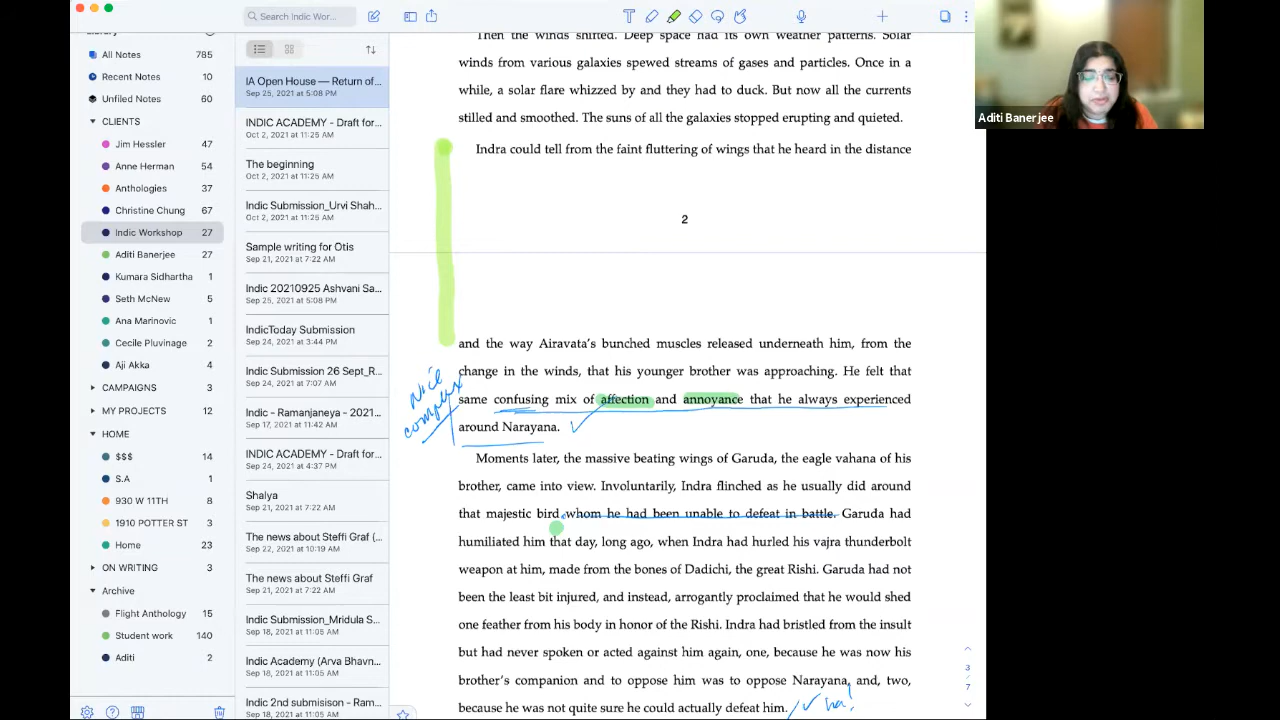 Search Indic Wor...
All Notes 785
Recent Notes 10
Unfiled Notes 60
CLIENTS
Jim Hessler 47
Anne Herman 54
Anthologies 37
Christine Chung 67
Indic Workshop 27
Aditi Banerjee 27
Kumara Sidhartha 1
Seth McNew 5
Ana Marinovic 1
Cecile Pluvinage 2
Aji Akka 4
CAMPAIGNS 3
MY PROJECTS 12
HOME
$$$ 14
S.A 1
930 W 11TH 8
1910 POTTER ST 3
Home 23
ON WRITING 3
Archive
Flight Anthology 15
Student work 140
Aditi 2
IA Open House — Return of...
Sep 25, 2021 at 5:08 PM
INDIC ACADEMY - Draft for...
Oct 2, 2021 at 11:25 AM
The beginning
Oct 2, 2021 at 11:25 AM
Indic Submission_Urvi Shah...
Oct 2, 2021 at 11:25 AM
Sample writing for Otis
Sep 21, 2021 at 7:22 AM
Indic 20210925 Ashvani Sa...
Sep 25, 2021 at 5:08 PM
IndicToday Submission
Sep 24, 2021 at 3:44 PM
Indic Submission 26 Sept_R...
Sep 24, 2021 at 7:07 AM
Indic - Ramanjaneya - 2021...
Sep 17, 2021 at 11:42 AM
INDIC ACADEMY - Draft for...
Sep 24, 2021 at 4:37 PM
Shalya
Sep 21, 2021 at 7:22 AM
The news about Steffi Graf (...
Sep 22, 2021 at 10:19 AM
The news about Steffi Graf
Sep 21, 2021 at 7:22 AM
Indic Submission_Mridula S...
Sep 18, 2021 at 11:05 AM
Indic Academy (Arva Bhavn...
Sep 18, 2021 at 11:05 AM
Indic 2nd submisison - Ram...
Sep 18, 2021 at 11:05 AM
Then the winds shifted. Deep space had its own weather patterns. Solar
winds from various galaxies spewed streams of gases and particles. Once in a
while, a solar flare whizzed by and they had to duck. But now all the currents
stilled and smoothed. The suns of all the galaxies stopped erupting and quieted.
Indra could tell from the faint fluttering of wings that he heard in the distance
2
and the way Airavata's bunched muscles released underneath him, from the
change in the winds, that his younger brother was approaching. He felt that
same confusing mix of affection and annoyance that he always experienced
around Narayana.
nice
complex
Moments later, the massive beating wings of Garuda, the eagle vahana of his
brother, came into view. Involuntarily, Indra flinched as he usually did around
that majestic bird whom he had been unable to defeat in battle. Garuda had
humiliated him that day, long ago, when Indra had hurled his vajra thunderbolt
weapon at him, made from the bones of Dadichi, the great Rishi. Garuda had not
been the least bit injured, and instead, arrogantly proclaimed that he would shed
one feather from his body in honor of the Rishi. Indra had bristled from the insult
but had never spoken or acted against him again, one, because he was now his
brother's companion and to oppose him was to oppose Narayana, and, two,
because he was not quite sure he could actually defeat him.
ha!
3
/
7
Aditi Banerjee